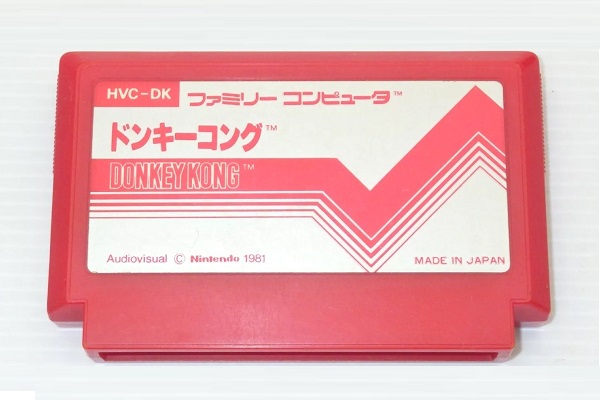 HVC-DK ファミリー コンピュータ™
ドンキーコング™
DONKEY KONG™
Audiovisual © Nintendo 1981
MADE IN JAPAN